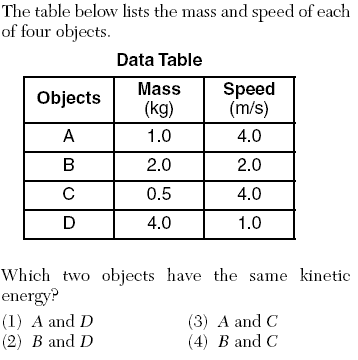 The table below lists the mass and speed of each
of four objects.
Data Table
Objects Mass (kg) Speed (m/s)
A 1.0 4.0
B 2.0 2.0
C 0.5 4.0
D 4.0 1.0
Which two objects have the same kinetic
energy?
(1) A and D (3) A and C
(2) B and D (4) B and C